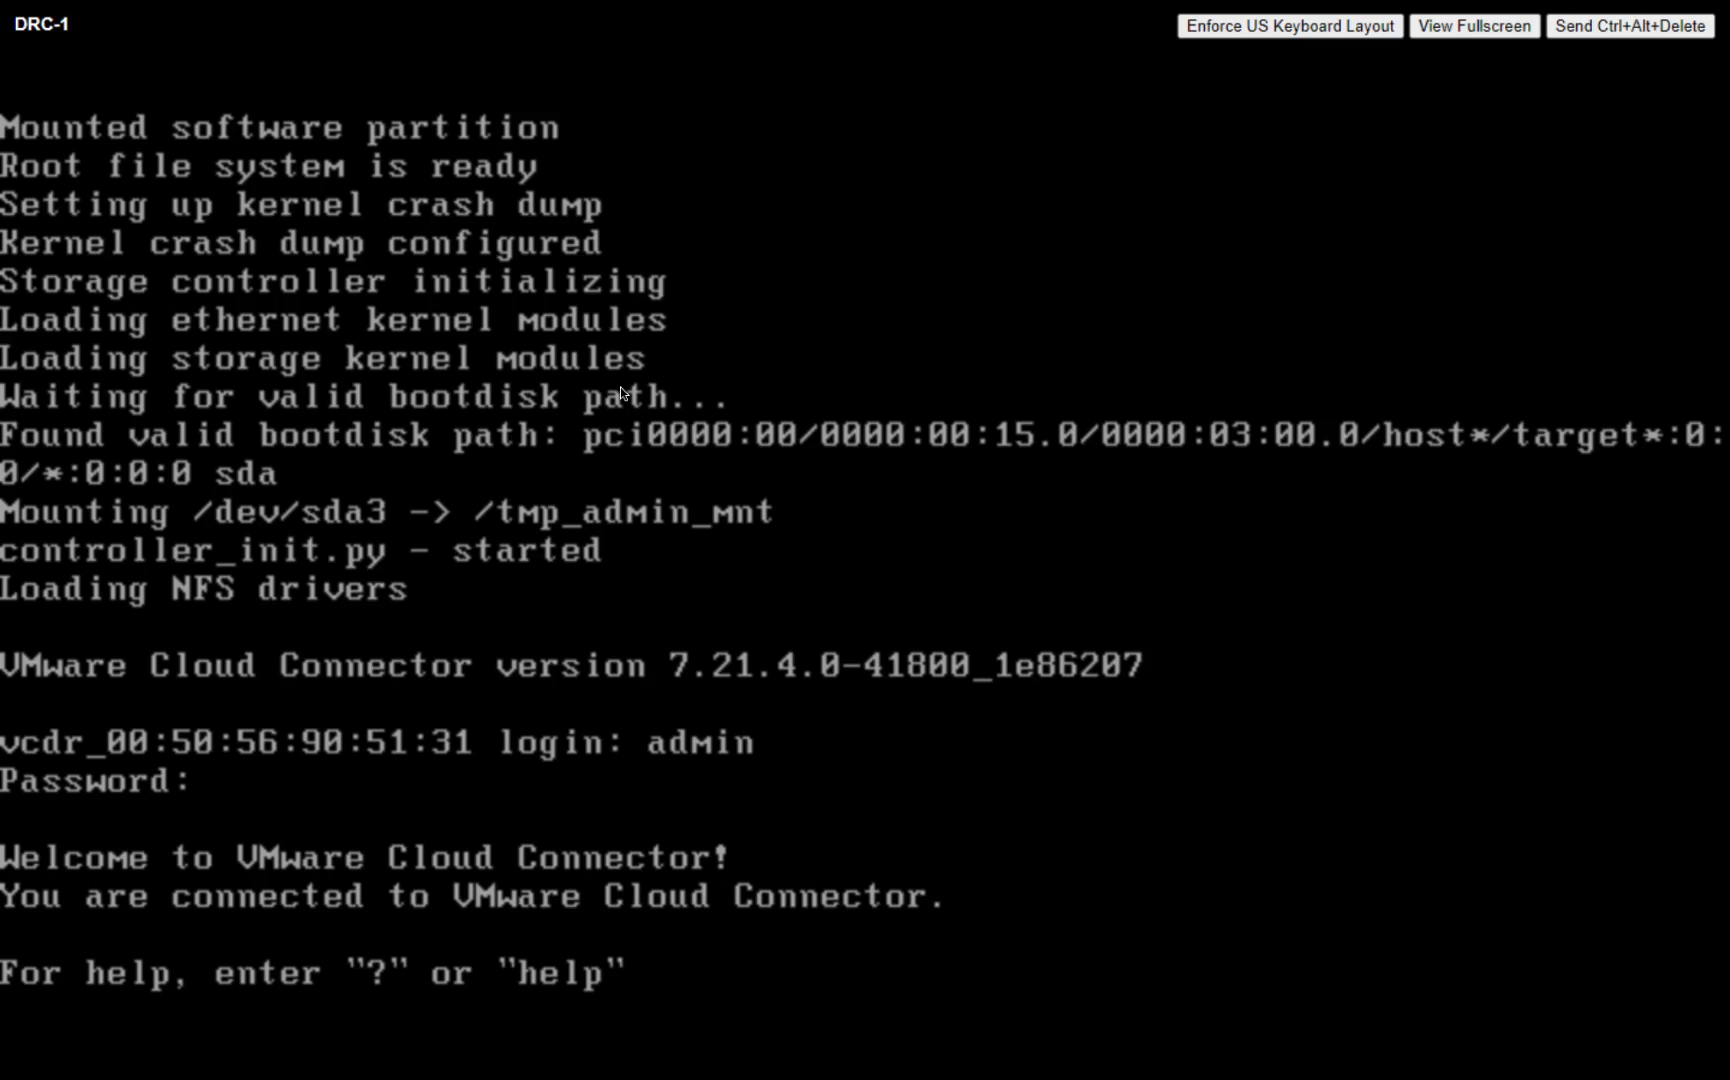 DRC-1
Enforce US Keyboard Layout View Fullscreen Send Ctrl+Alt+Delete
Mounted software partition
Root file system is ready
Setting up kernel crash dump
Kernel crash dump configured
Storage controller initializing
Loading ethernet kernel modules
Loading storage kernel modules
Waiting for valid bootdisk path...
Found valid bootdisk path: pci0000:00/0000:00:15.0/0000:03:00.0/host*/target*:0:
0/*:0:0:0 sda
Mounting /dev/sda3 -> /tmp_admin_mnt
controller_init.py - started
Loading NFS drivers
VMware Cloud Connector version 7.21.4.0-41800_1e86207
vcdr_00:50:56:90:51:31 login: admin
Password:
Welcome to VMware Cloud Connector!
You are connected to VMware Cloud Connector.
For help, enter "?" or "help"